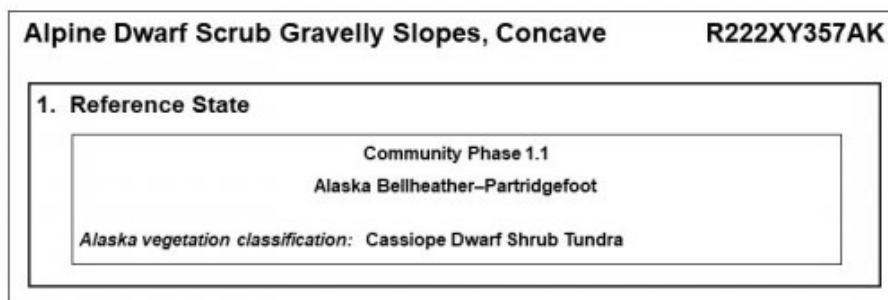 Alpine Dwarf Scrub Gravelly Slopes, Concave R222XY357AK
1. Reference State
Community Phase 1.1
Alaska Bellheather–Partridgefoot
Alaska vegetation classification: Cassiope Dwarf Shrub Tundra